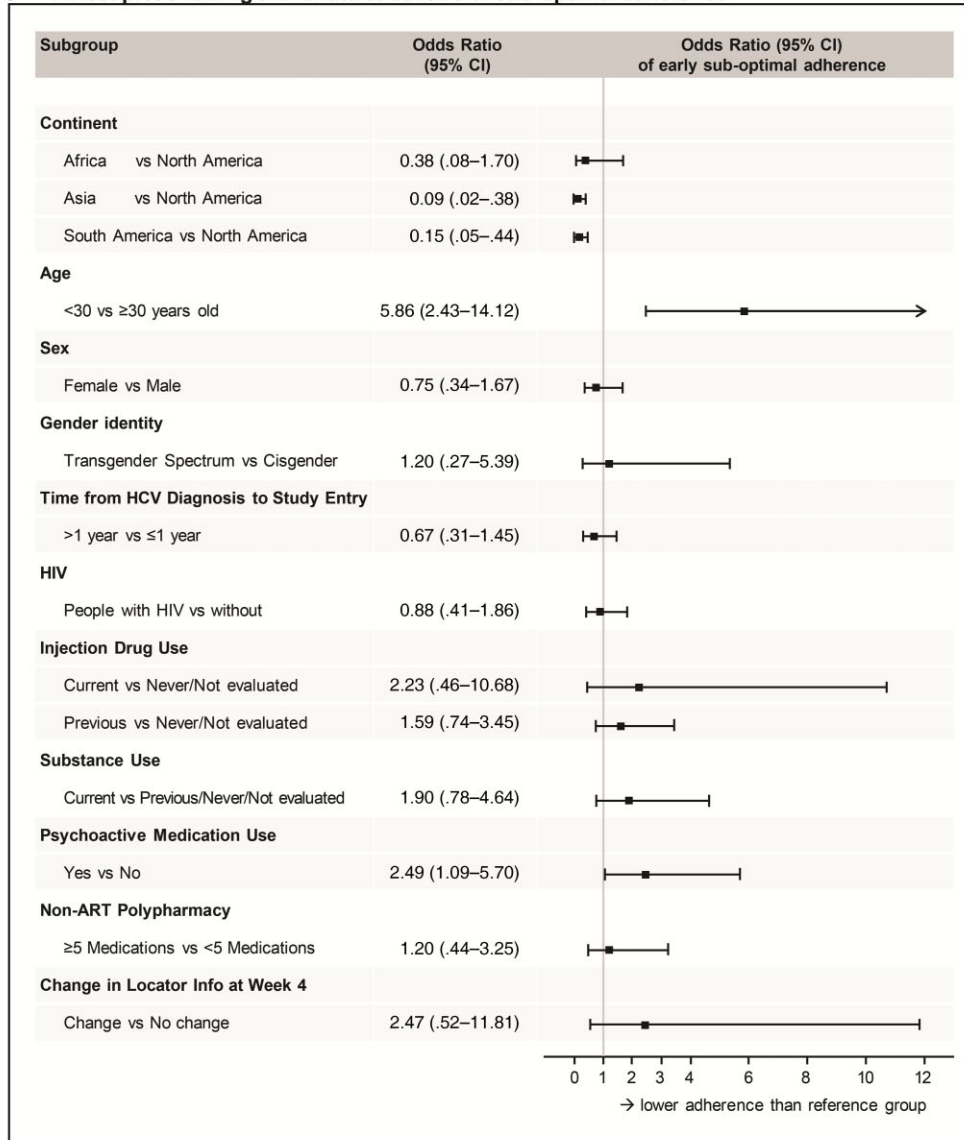 Subgroup Odds Ratio (95% CI) Odds Ratio (95% CI) of early sub-optimal adherence
Continent
Africa vs North America 0.38 (.08–1.70)
Asia vs North America 0.09 (.02–.38)
South America vs North America 0.15 (.05–.44)
Age
<30 vs ≥30 years old 5.86 (2.43–14.12)
Sex
Female vs Male 0.75 (.34–1.67)
Gender identity
Transgender Spectrum vs Cisgender 1.20 (.27–5.39)
Time from HCV Diagnosis to Study Entry
>1 year vs ≤1 year 0.67 (.31–1.45)
HIV
People with HIV vs without 0.88 (.41–1.86)
Injection Drug Use
Current vs Never/Not evaluated 2.23 (.46–10.68)
Previous vs Never/Not evaluated 1.59 (.74–3.45)
Substance Use
Current vs Previous/Never/Not evaluated 1.90 (.78–4.64)
Psychoactive Medication Use
Yes vs No 2.49 (1.09–5.70)
Non-ART Polypharmacy
≥5 Medications vs <5 Medications 1.20 (.44–3.25)
Change in Locator Info at Week 4
Change vs No change 2.47 (.52–11.81)
0 1 2 3 4 6 8 10 12
→ lower adherence than reference group